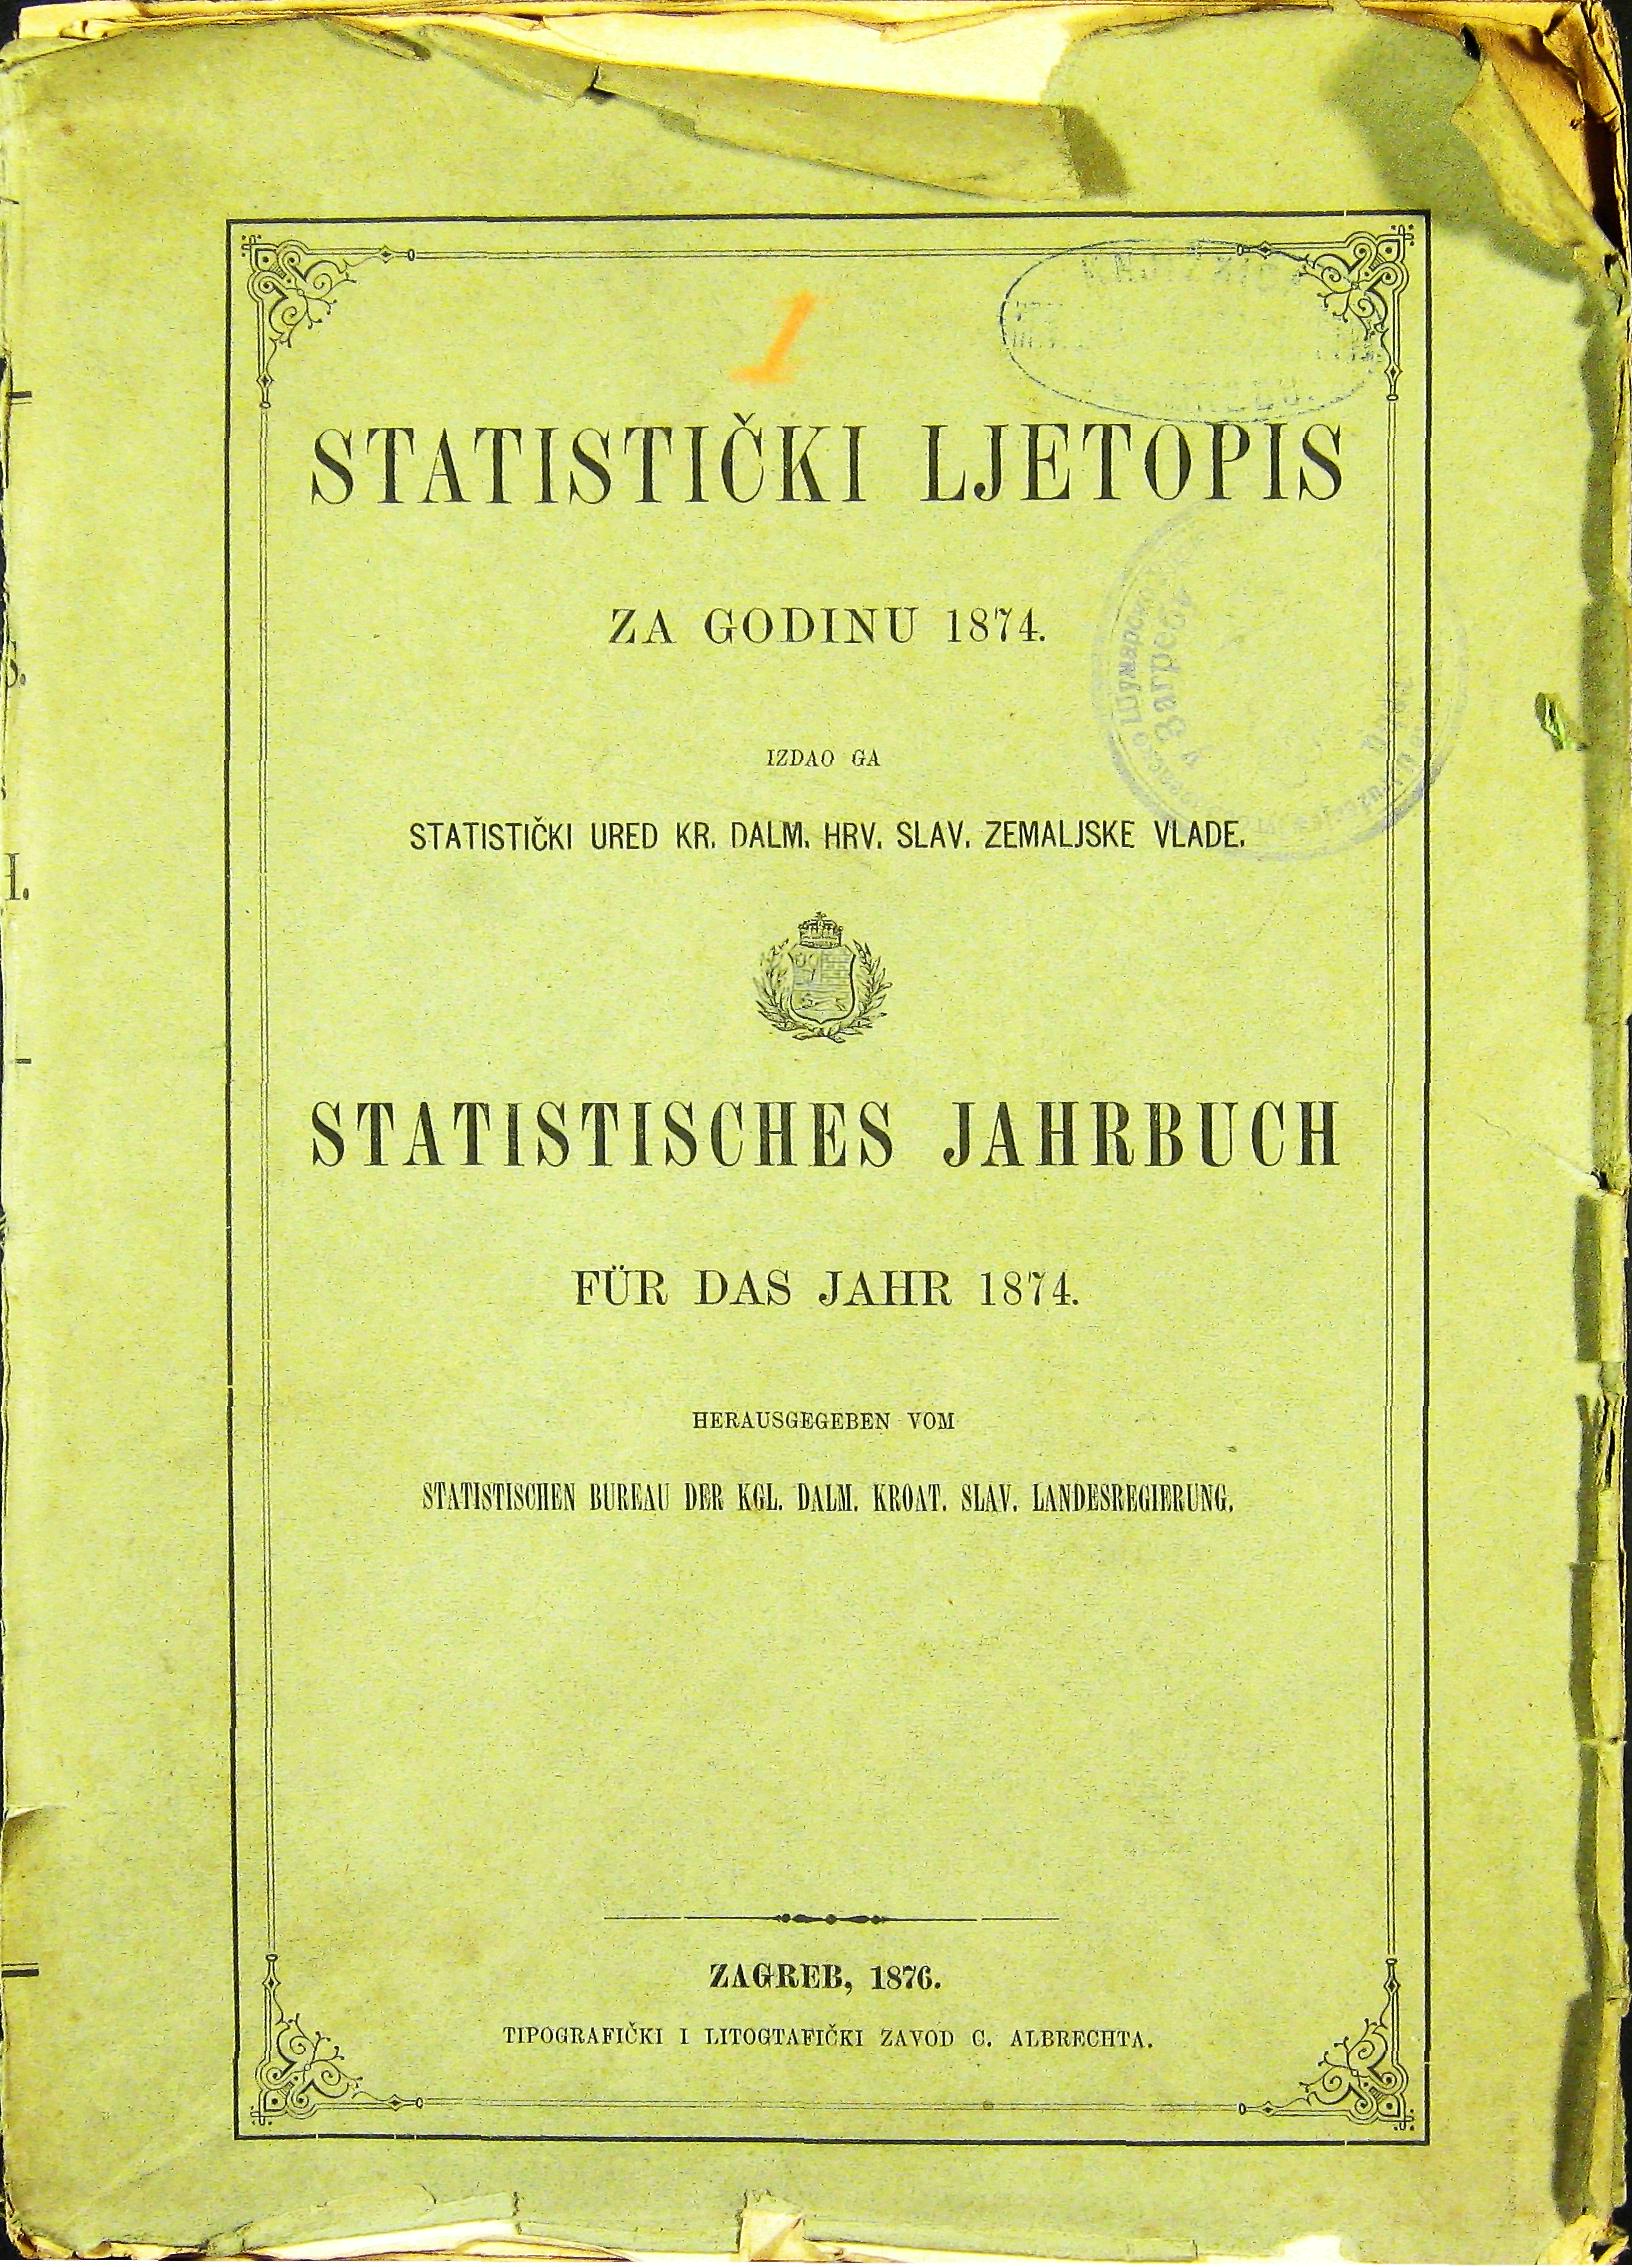 1
STATISTIČKI LJETOPIS
ZA GODINU 1874.
IZDAO GA
STATISTIČKI URED KR. DALM. HRV. SLAV. ZEMALJSKE VLADE.
STATISTISCHES JAHRBUCH
FÜR DAS JAHR 1874.
HERAUSGEGEBEN VOM
STATISTISCHEN BUREAU DER KGL. DALM. KROAT. SLAV. LANDESREGIERUNG.
ZAGREB, 1876.
TIPOGRAFIČKI I LITOGTAFIČKI ZAVOD C. ALBRECHTA.